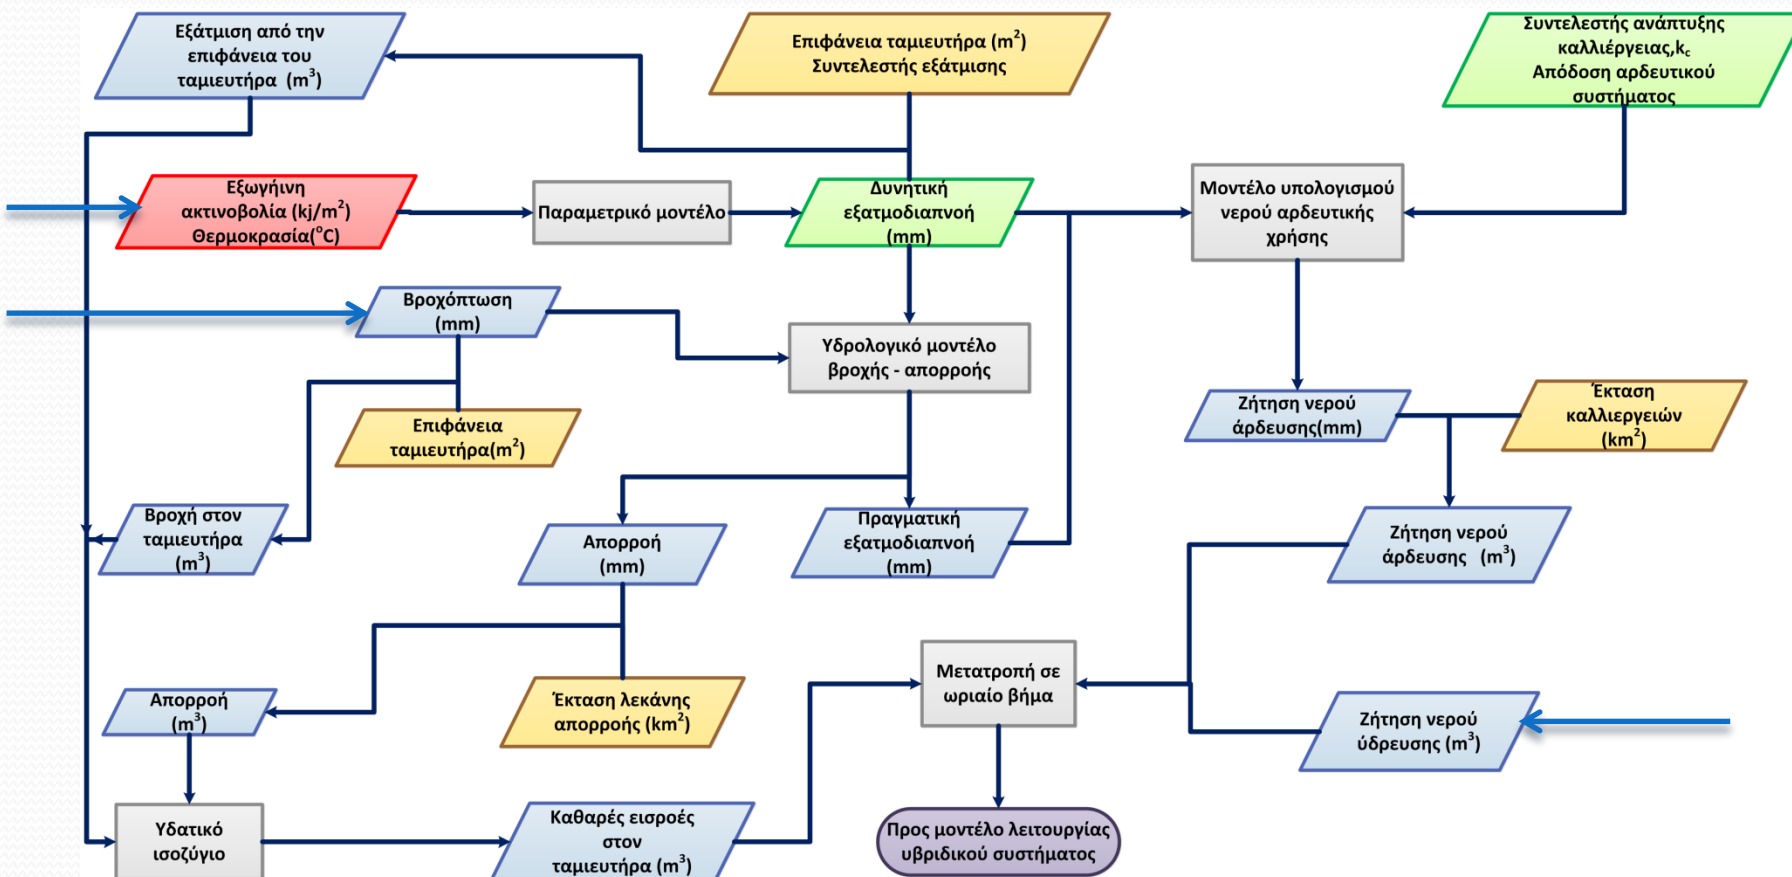 Εξάτμιση από την
επιφάνεια του
ταμιευτήρα (m³)
Επιφάνεια ταμιευτήρα (m²)
Συντελεστής εξάτμισης
Συντελεστής ανάπτυξης
καλλιέργειας,kc
Απόδοση αρδευτικού
συστήματος
Εξωγήινη
ακτινοβολία (kj/m²)
Θερμοκρασία(°C)
Παραμετρικό μοντέλο
Δυνητική
εξατμοδιαπνοή
(mm)
Μοντέλο υπολογισμού
νερού αρδευτικής
χρήσης
Βροχόπτωση
(mm)
Υδρολογικό μοντέλο
βροχής - απορροής
Επιφάνεια
ταμιευτήρα(m²)
Ζήτηση νερού
άρδευσης(mm)
Έκταση
καλλιεργειών
(km²)
Βροχή στον
ταμιευτήρα
(m³)
Απορροή
(mm)
Πραγματική
εξατμοδιαπνοή
(mm)
Ζήτηση νερού
άρδευσης (m³)
Απορροή
(m³)
Έκταση λεκάνης
απορροής (km²)
Μετατροπή σε
ωριαίο βήμα
Ζήτηση νερού
ύδρευσης (m³)
Υδατικό
ισοζύγιο
Καθαρές εισροές
στον
ταμιευτήρα (m³)
Προς μοντέλο λειτουργίας
υβριδικού συστήματος